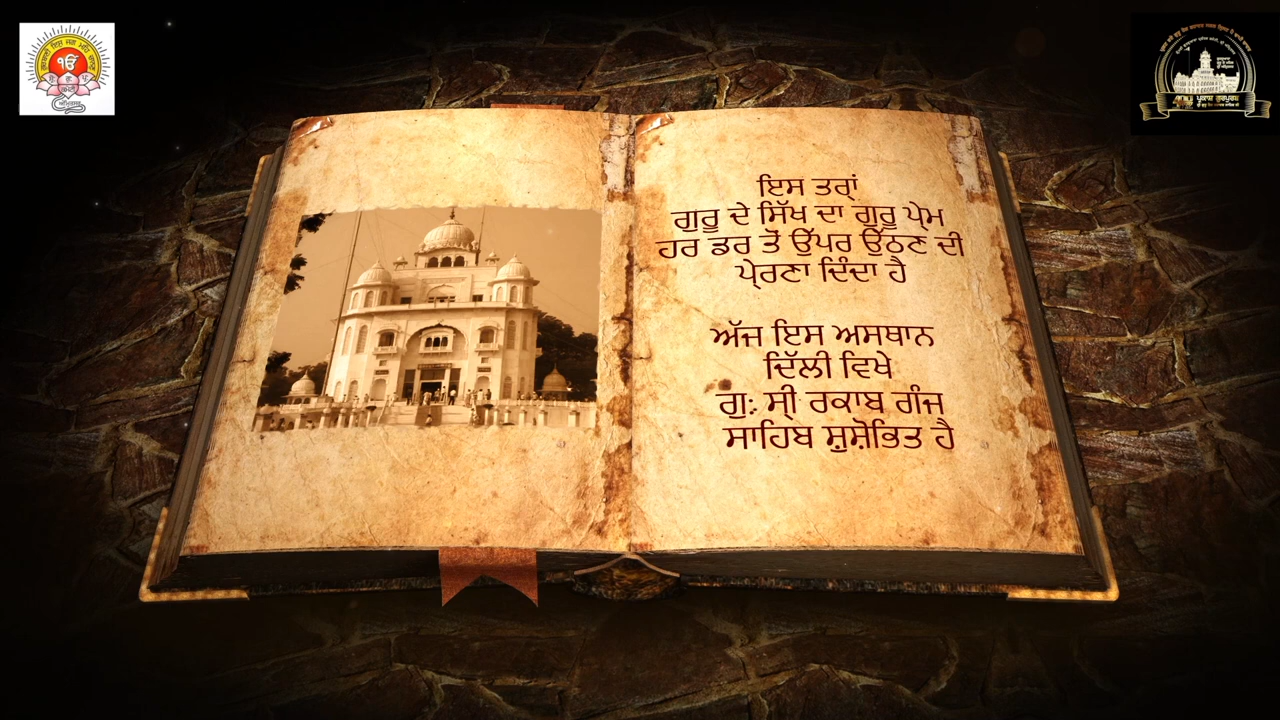 ਇਸ ਤਰ੍ਹਾਂ
ਗੁਰੂ ਦੇ ਸਿੱਖ ਦਾ ਗੁਰੂ ਪ੍ਰੇਮ
ਹਰ ਡਰ ਤੋਂ ਉੱਪਰ ਉੱਠਣ ਦੀ
ਪ੍ਰੇਰਣਾ ਦਿੰਦਾ ਹੈ
ਅੱਜ ਇਸ ਅਸਥਾਨ
ਦਿੱਲੀ ਵਿਖੇ
ਗੁ: ਸ੍ਰੀ ਰਕਾਬ ਗੰਜ
ਸਾਹਿਬ ਸੁਸ਼ੋਭਿਤ ਹੈ